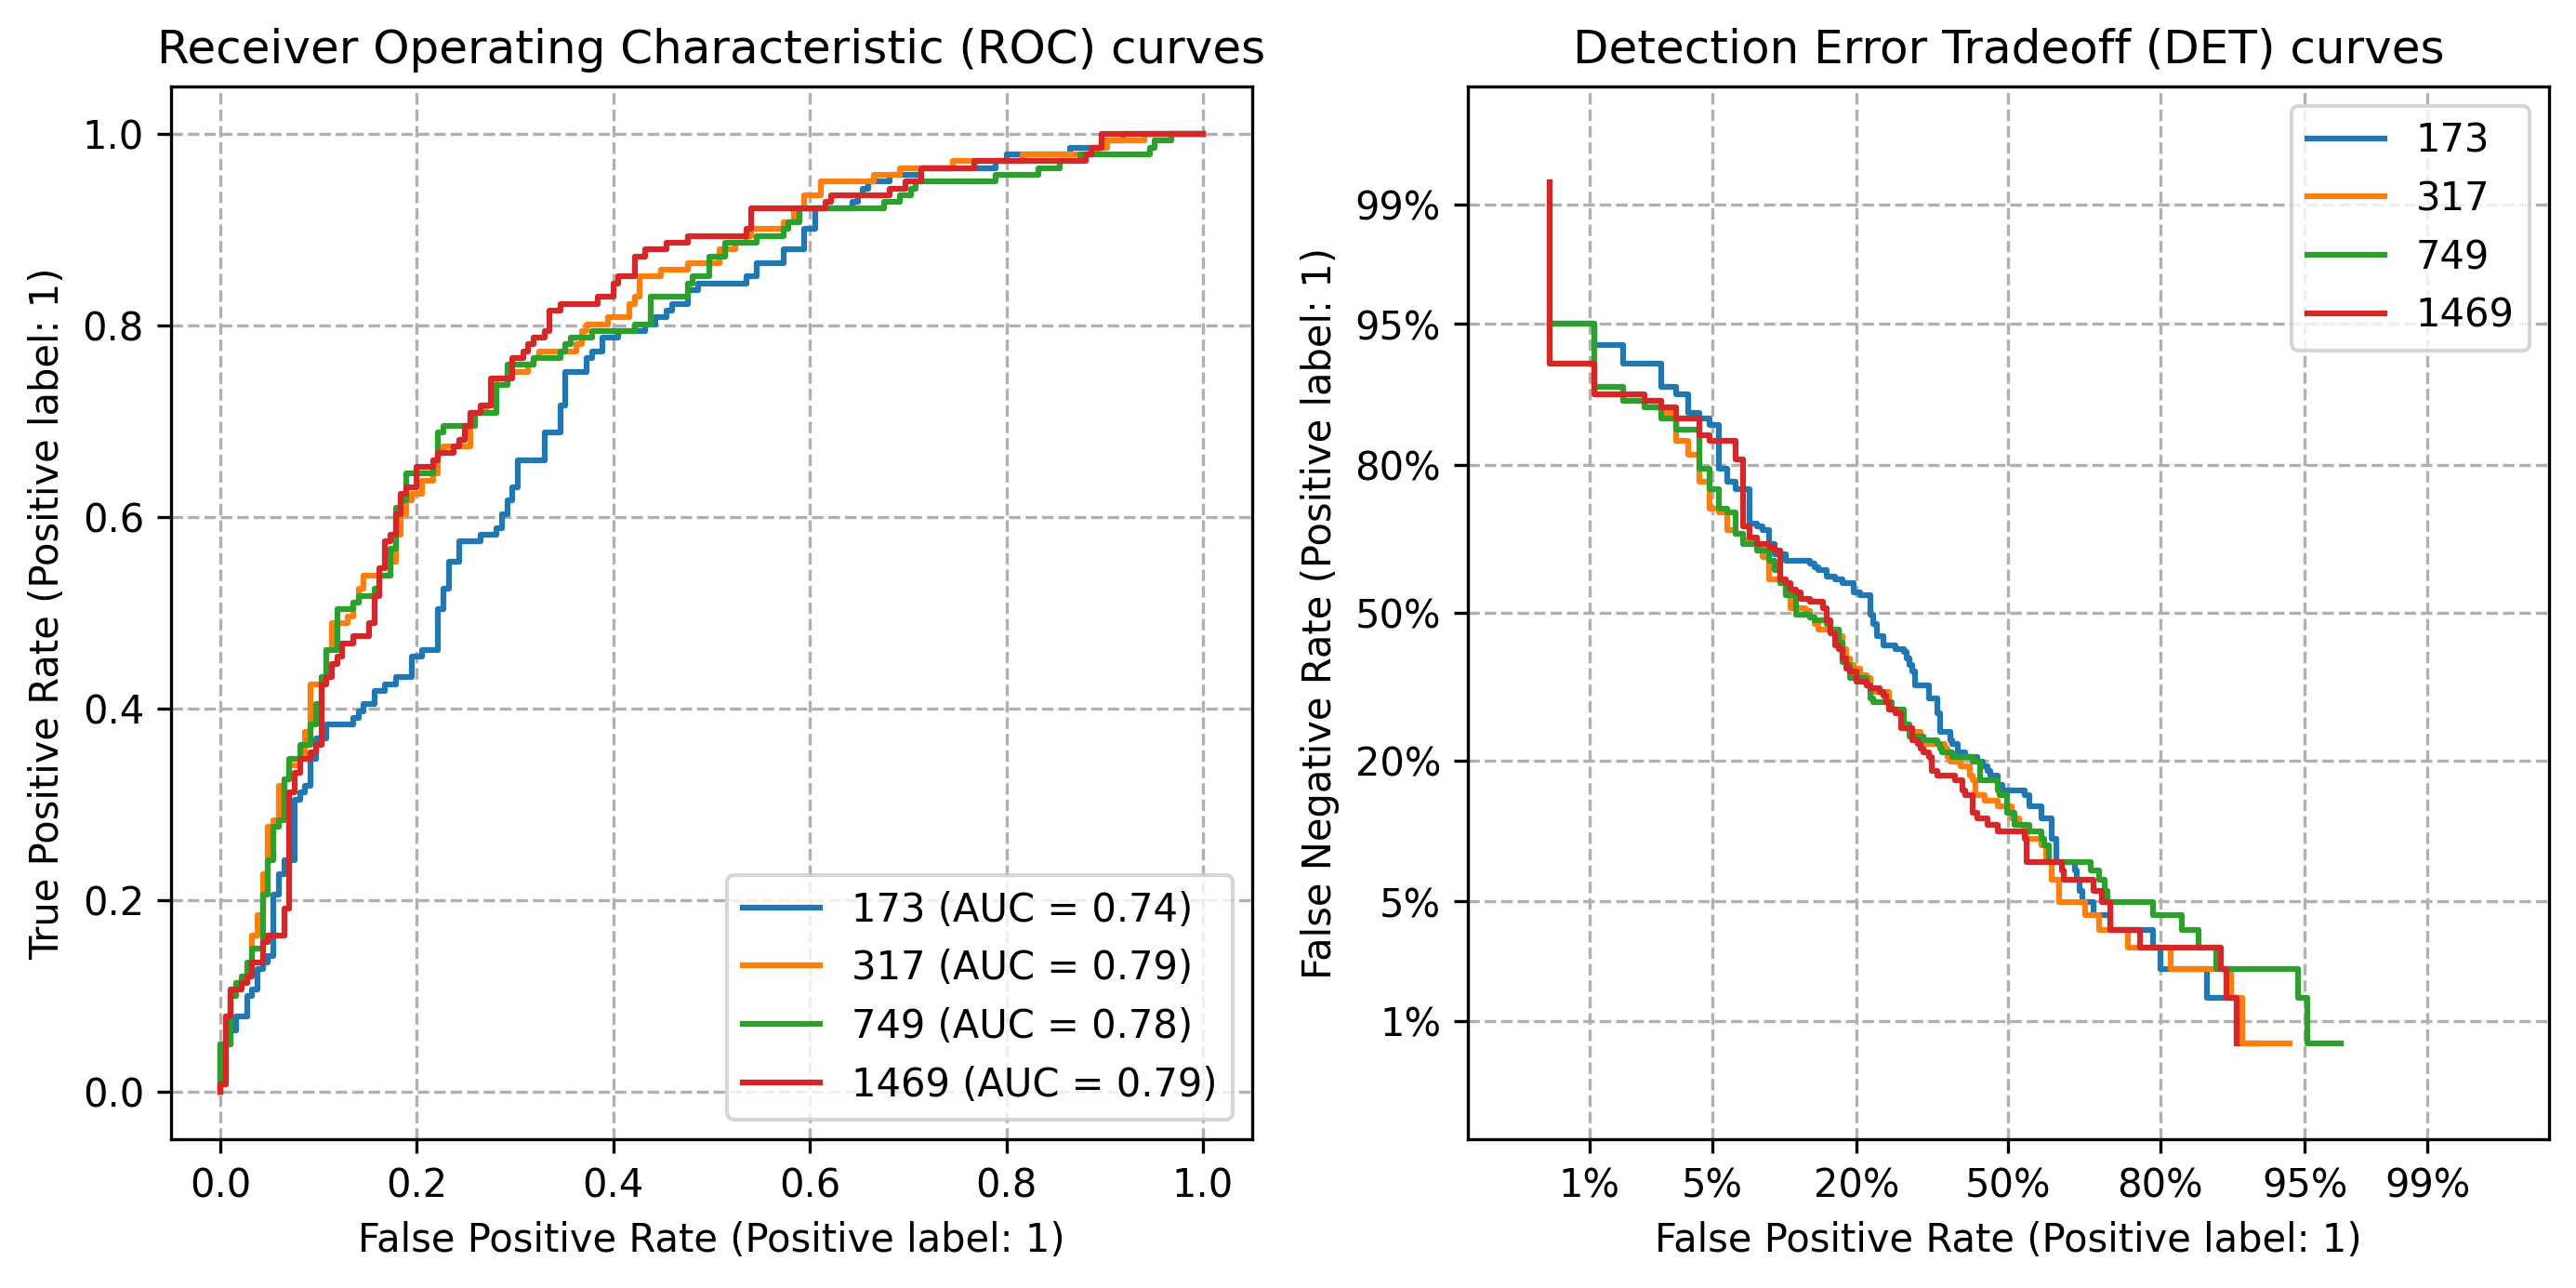 Receiver Operating Characteristic (ROC) curves
True Positive Rate (Positive label: 1)
1.0
0.8
0.6
0.4
0.2
0.0
173 (AUC = 0.74)
317 (AUC = 0.79)
749 (AUC = 0.78)
1469 (AUC = 0.79)
0.0 0.2 0.4 0.6 0.8 1.0
False Positive Rate (Positive label: 1)
Detection Error Tradeoff (DET) curves
False Negative Rate (Positive label: 1)
99%
95%
80%
50%
20%
5%
1%
173
317
749
1469
1% 5% 20% 50% 80% 95% 99%
False Positive Rate (Positive label: 1)